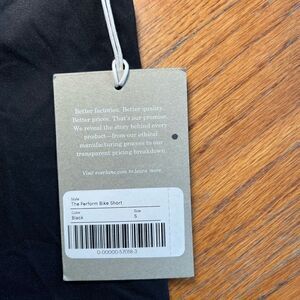 Better factories. Better quality.
Better prices. That's our promise.
We reveal the story behind every
product—from our ethical
manufacturing process to our
transparent pricing breakdown.
Visit everlane.com to learn more.
Style
The Perform Bike Short
Color Size
Black S
0-00000-57056-3